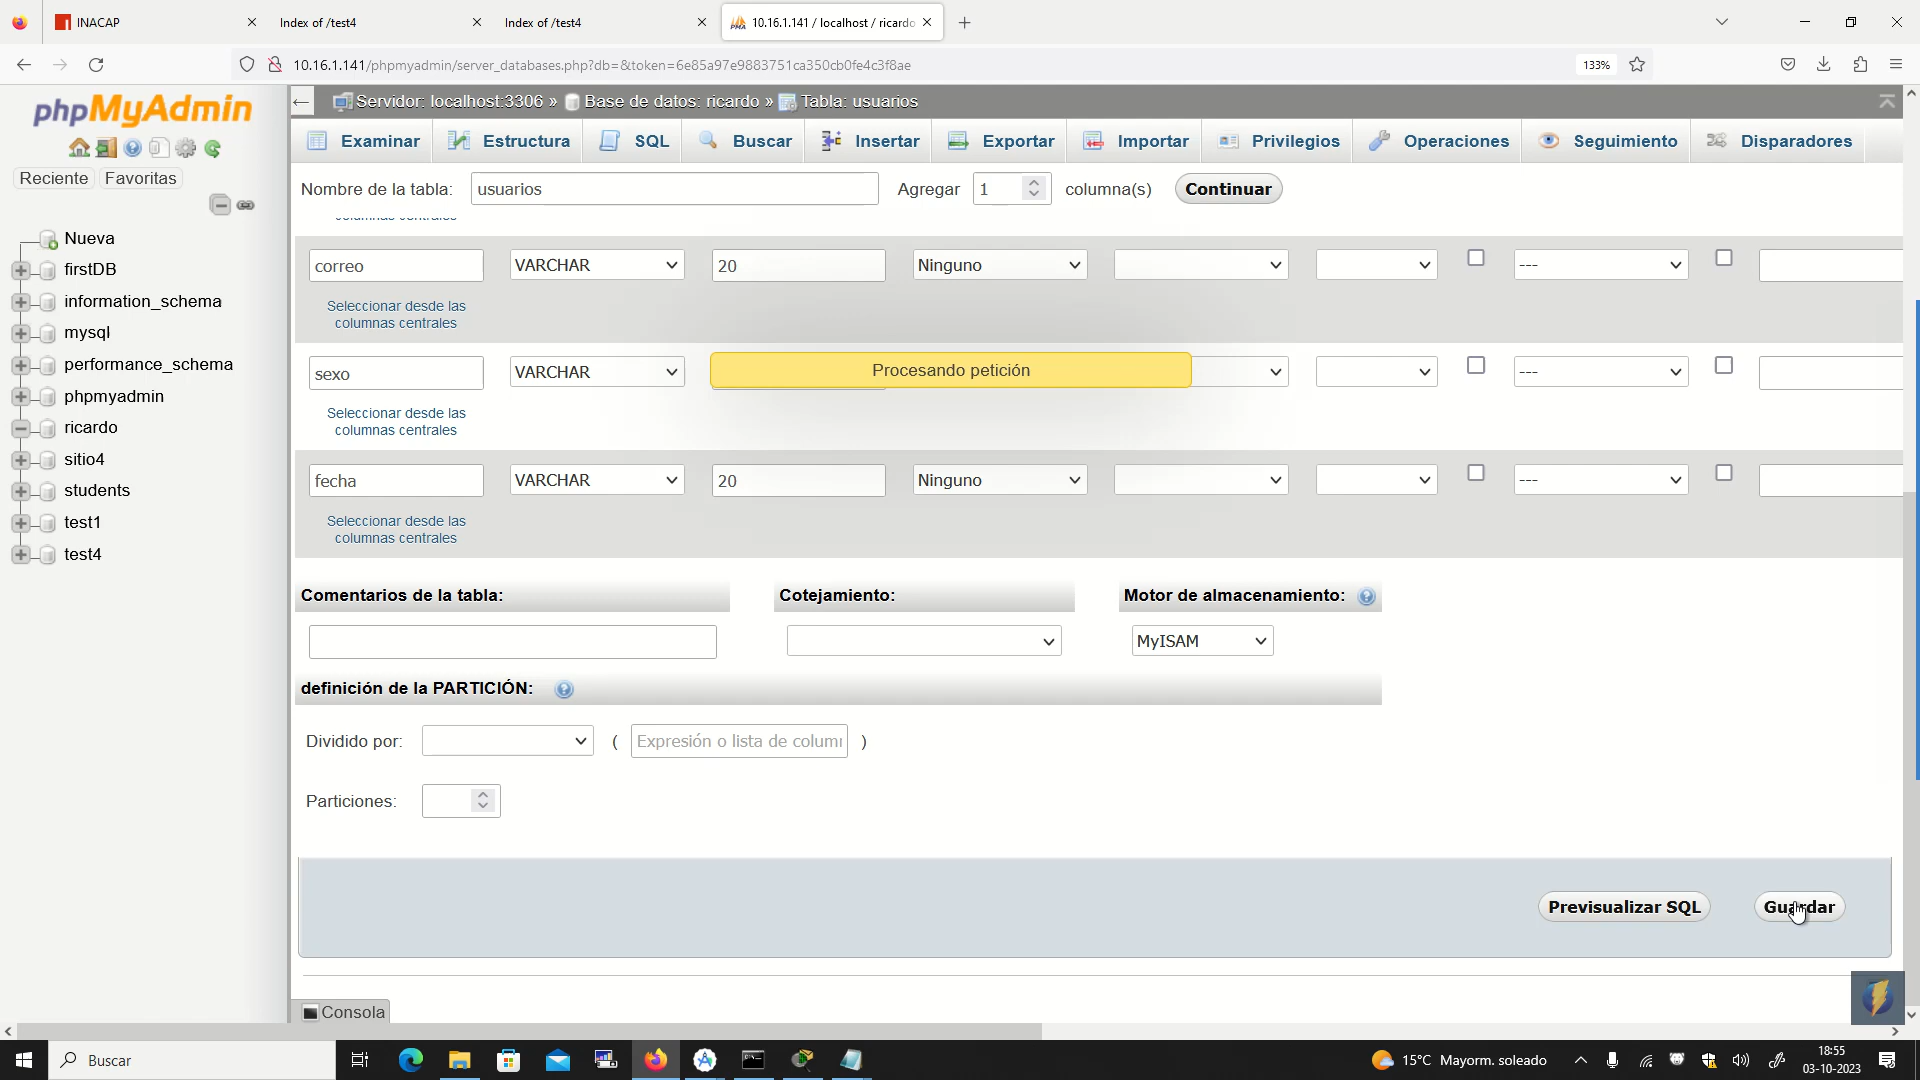 INACAP
Index of /test4
Index of /test4
10.16.1.141 / localhost / ricardo
10.16.1.141/phpmyadmin/server_databases.php?db=&token=6e85a97e9883751ca350cb0fe4c3f8ae
133%
phpMyAdmin
Reciente
Favoritas
Nueva
firstDB
information_schema
mysql
performance_schema
phpmyadmin
ricardo
sitio4
students
test1
test4
Servidor: localhost:3306 » Base de datos: ricardo » Tabla: usuarios
Examinar
Estructura
SQL
Buscar
Insertar
Exportar
Importar
Privilegios
Operaciones
Seguimiento
Disparadores
Nombre de la tabla: usuarios Agregar 1 columna(s) Continuar
columnas centrales
correo VARCHAR 20 Ninguno ---
Seleccionar desde las
columnas centrales
sexo VARCHAR Procesando petición ---
Seleccionar desde las
columnas centrales
fecha VARCHAR 20 Ninguno ---
Seleccionar desde las
columnas centrales
Comentarios de la tabla: Cotejamiento: Motor de almacenamiento:
MyISAM
definición de la PARTICIÓN:
Dividido por: ( Expresión o lista de colum )
Particiones:
Previsualizar SQL Guardar
Consola
Buscar
15°C Mayorm. soleado
18:55
03-10-2023